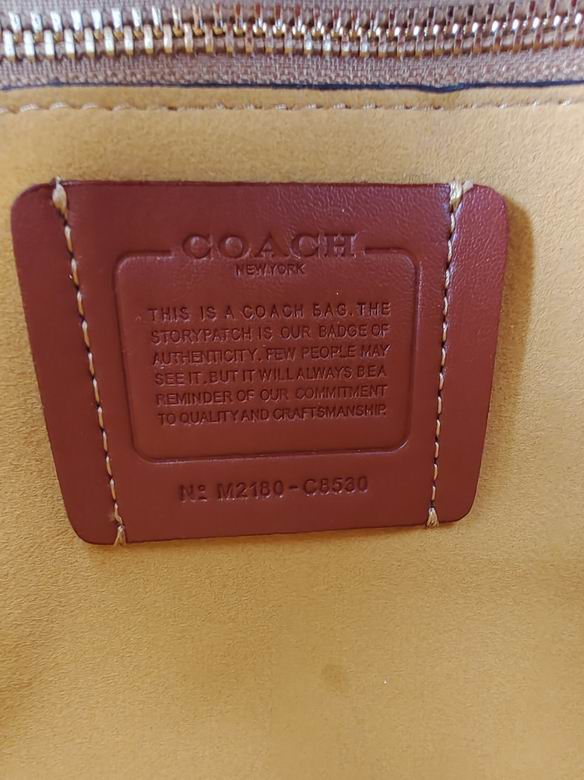 COACH
NEW YORK
THIS IS A COACH BAG. THE
STORYPATCH IS OUR BADGE OF
AUTHENTICITY. FEW PEOPLE MAY
SEE IT. BUT IT WILL ALWAYS BE A
REMINDER OF OUR COMMITMENT
TO QUALITY AND CRAFTSMANSHIP.
Nº M2180-C8530